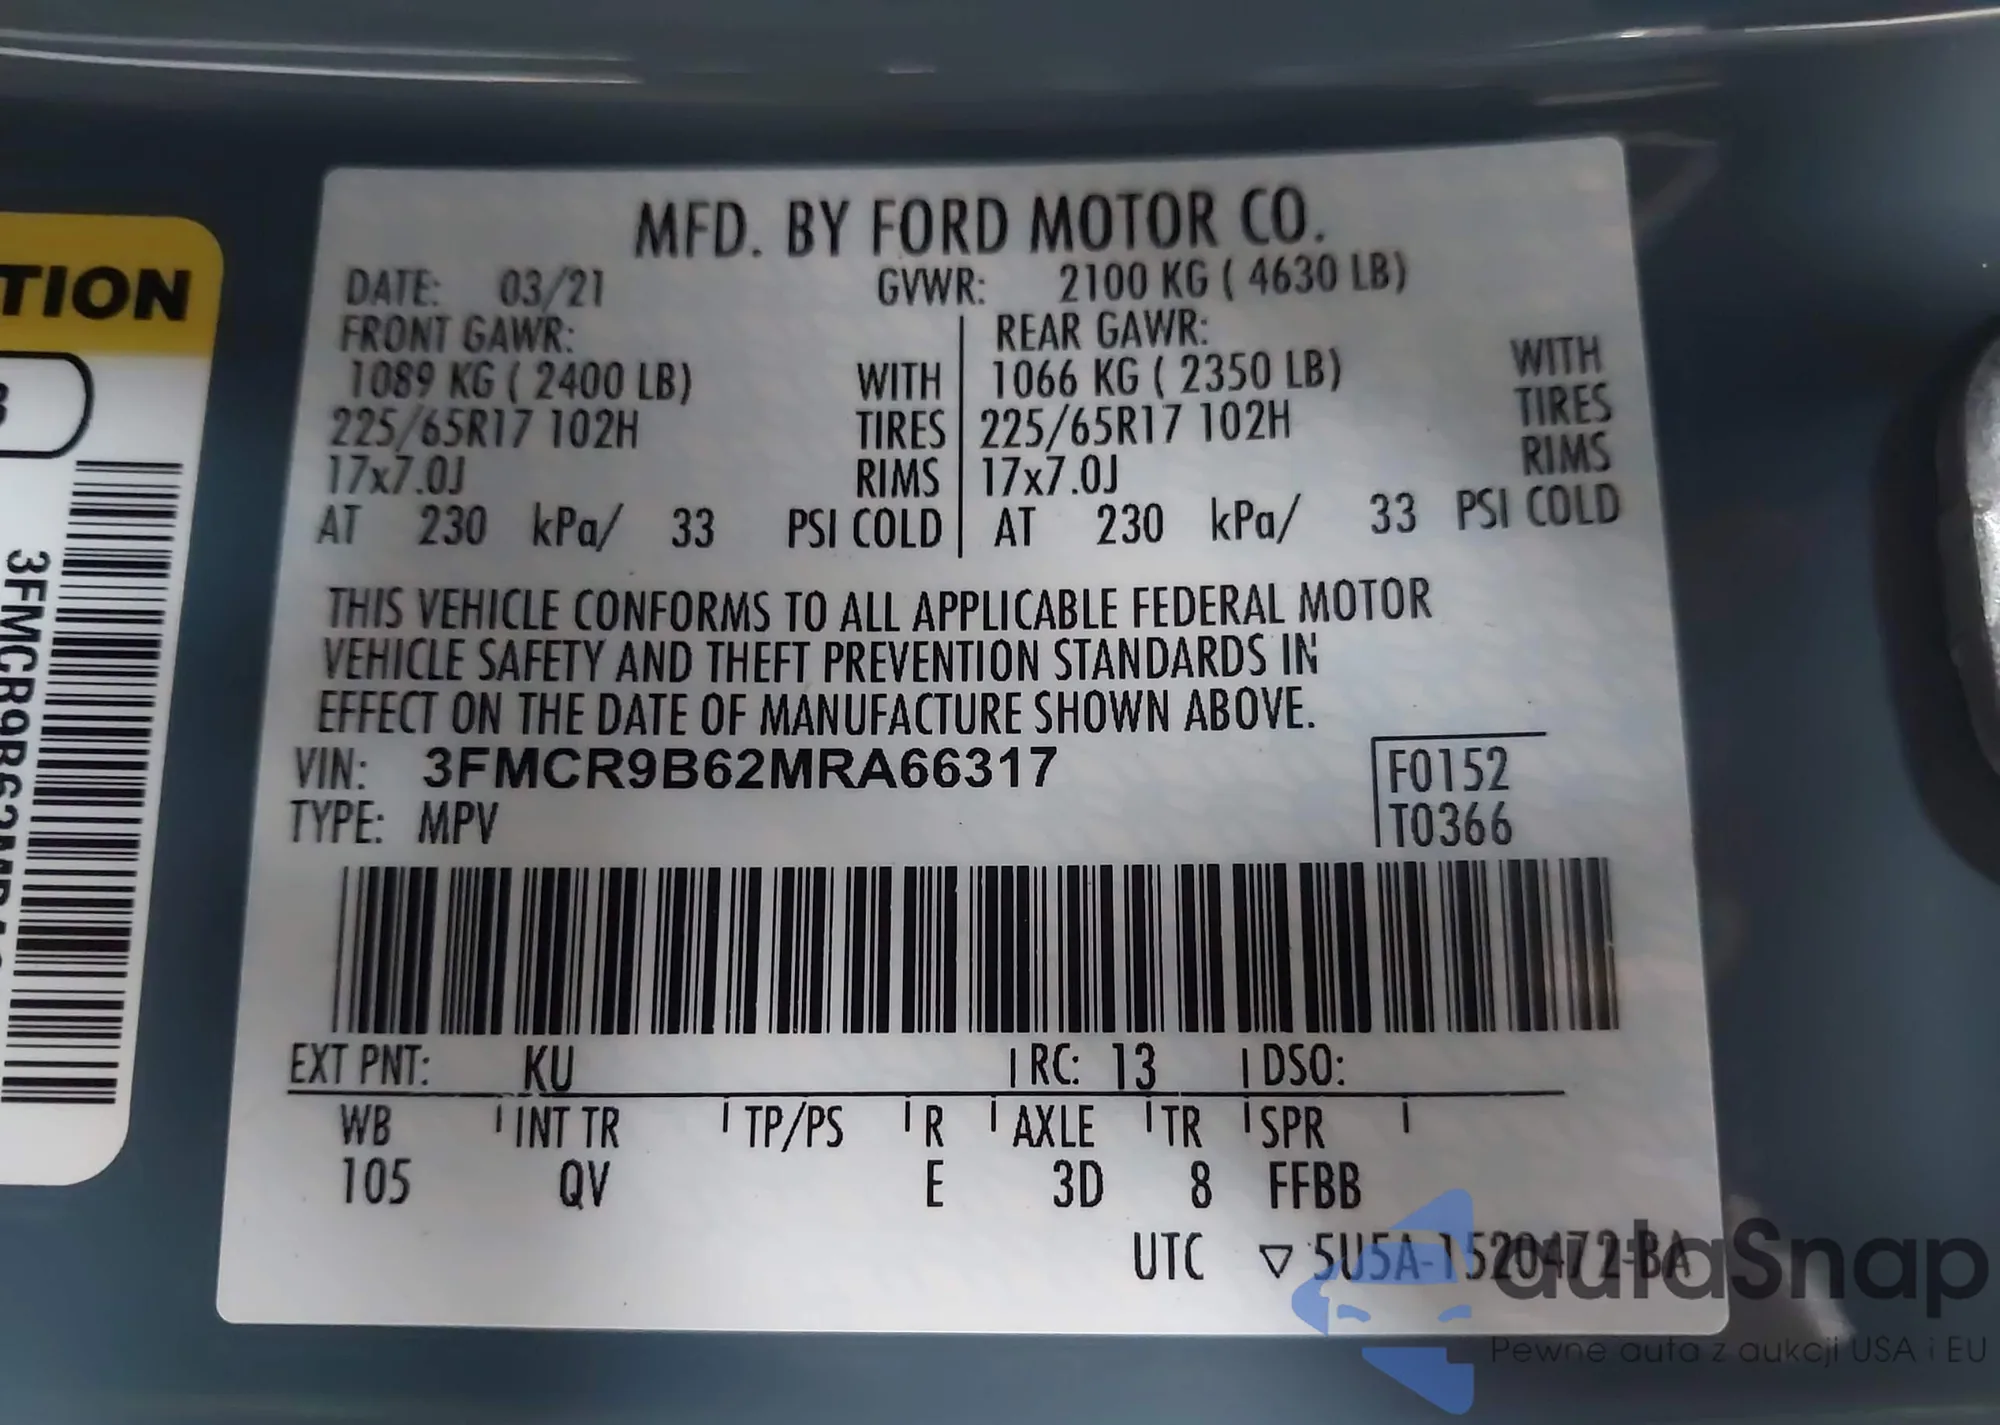 TION
3FMCR9B62MRA
MFD. BY FORD MOTOR CO.
DATE: 03/21 GVWR: 2100 KG ( 4630 LB)
FRONT GAWR: REAR GAWR:
1089 KG ( 2400 LB) WITH 1066 KG ( 2350 LB) WITH
225/65R17 102H TIRES 225/65R17 102H TIRES
17x7.0J RIMS 17x7.0J RIMS
AT 230 kPa/ 33 PSI COLD AT 230 kPa/ 33 PSI COLD
THIS VEHICLE CONFORMS TO ALL APPLICABLE FEDERAL MOTOR
VEHICLE SAFETY AND THEFT PREVENTION STANDARDS IN
EFFECT ON THE DATE OF MANUFACTURE SHOWN ABOVE.
VIN: 3FMCR9B62MRA66317 F0152
TYPE: MPV T0366
EXT PNT: KU RC: 13 DSO:
WB INT TR TP/PS R AXLE TR SPR
105 QV E 3D 8 FFBB
UTC ▽ 5U5A-1520472-BA
autaSnap
Pewne auta z aukcji USA i EU